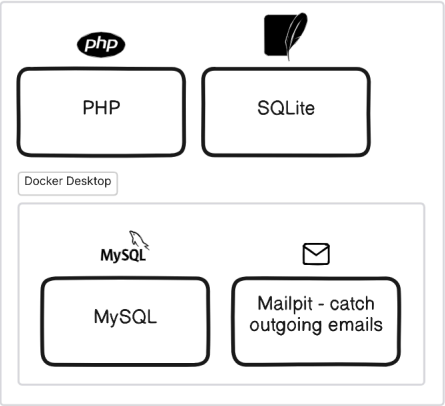 php
PHP
SQLite
Docker Desktop
MySQL
MySQL
Mailpit - catch
outgoing emails